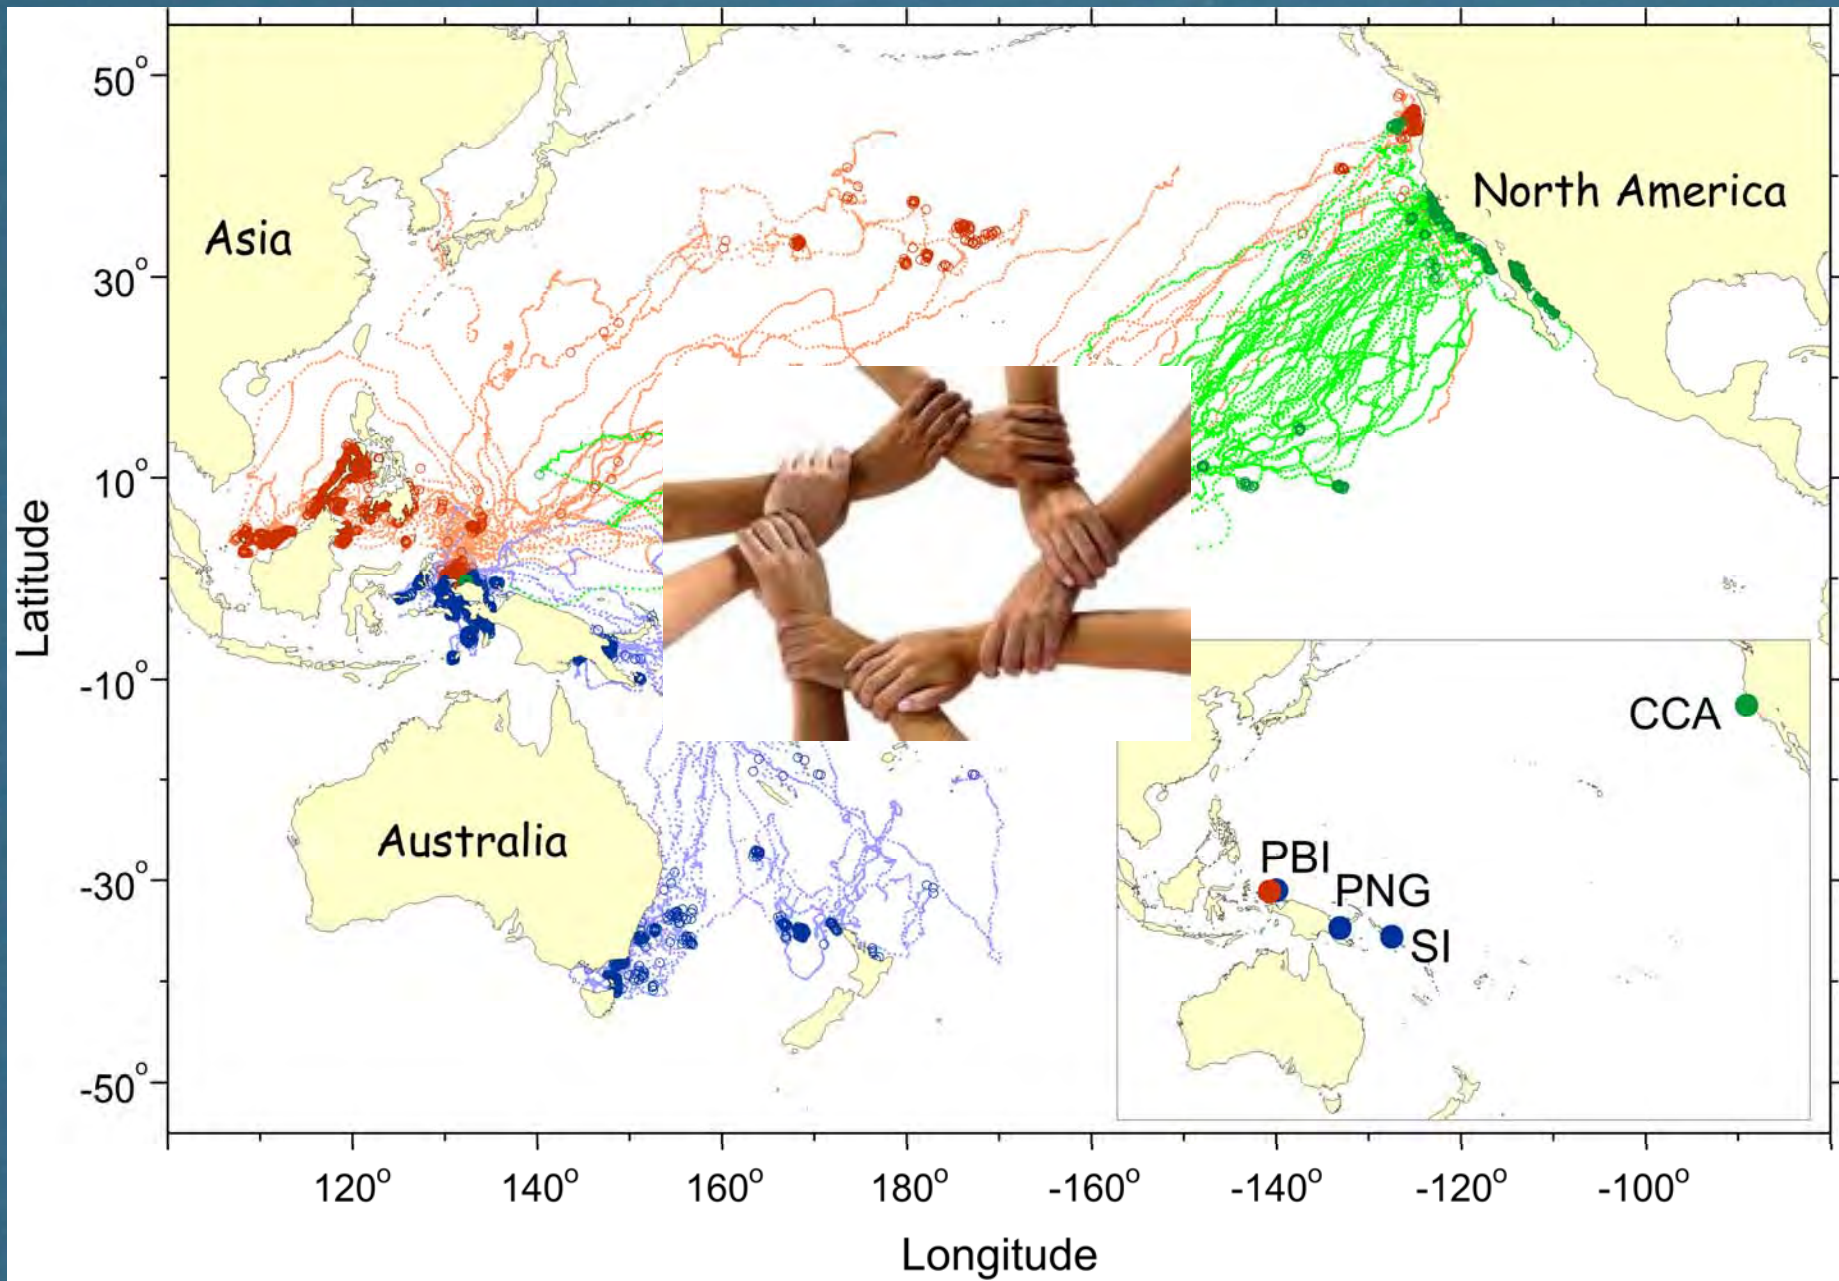 50°
30°
10°
-10°
-30°
-50°
Latitude
Asia
North America
Australia
CCA
PBI
PNG
SI
120°
140°
160°
180°
-160°
-140°
-120°
-100°
Longitude